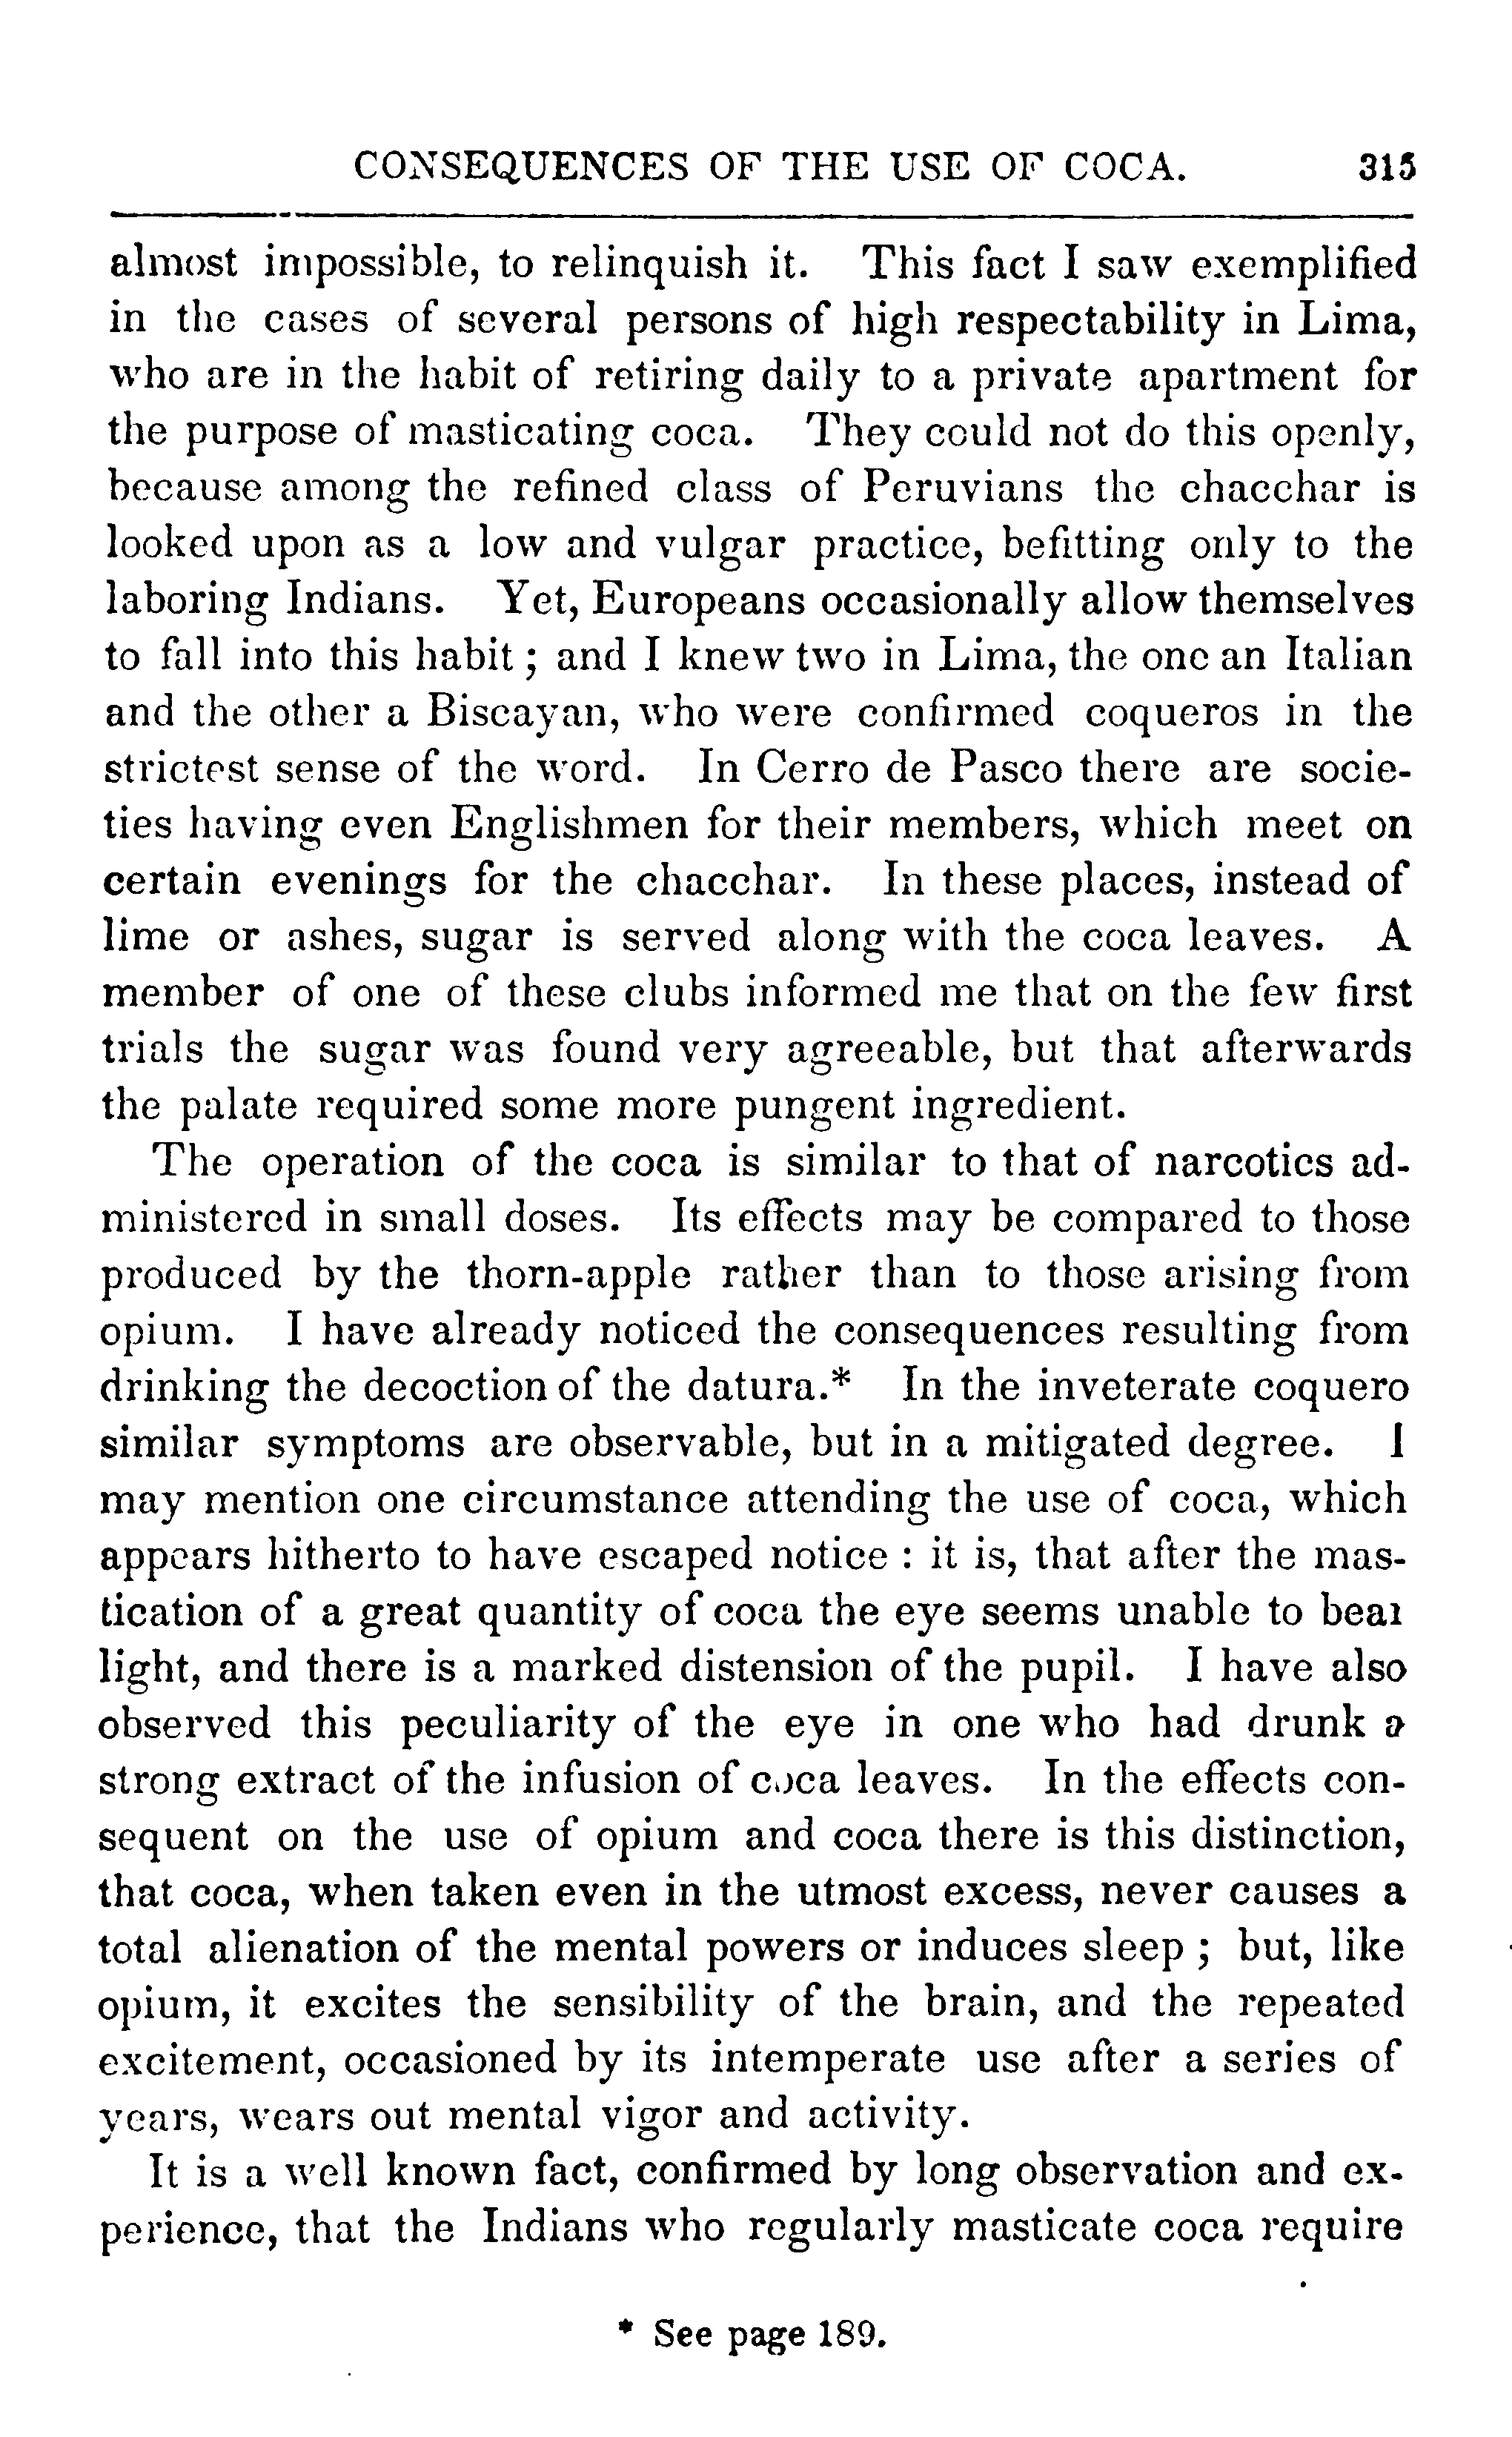 CONSEQUENCES OF THE USE OF COCA. 315
almost impossible, to relinquish it. This fact I saw exemplified
in the cases of several persons of high respectability in Lima,
who are in the habit of retiring daily to a private apartment for
the purpose of masticating coca. They could not do this openly,
because among the refined class of Peruvians the chacchar is
looked upon as a low and vulgar practice, befitting only to the
laboring Indians. Yet, Europeans occasionally allow themselves
to fall into this habit ; and I knew two in Lima, the one an Italian
and the other a Biscayan, who were confirmed coqueros in the
strictest sense of the word. In Cerro de Pasco there are socie-
ties having even Englishmen for their members, which meet on
certain evenings for the chacchar. In these places, instead of
lime or ashes, sugar is served along with the coca leaves. A
member of one of these clubs informed me that on the few first
trials the sugar was found very agreeable, but that afterwards
the palate required some more pungent ingredient.
The operation of the coca is similar to that of narcotics ad-
ministered in small doses. Its effects may be compared to those
produced by the thorn-apple rather than to those arising from
opium. I have already noticed the consequences resulting from
drinking the decoction of the datura.* In the inveterate coquero
similar symptoms are observable, but in a mitigated degree. I
may mention one circumstance attending the use of coca, which
appears hitherto to have escaped notice : it is, that after the mas-
tication of a great quantity of coca the eye seems unable to bear
light, and there is a marked distension of the pupil. I have also
observed this peculiarity of the eye in one who had drunk a
strong extract of the infusion of coca leaves. In the effects con-
sequent on the use of opium and coca there is this distinction,
that coca, when taken even in the utmost excess, never causes a
total alienation of the mental powers or induces sleep ; but, like
opium, it excites the sensibility of the brain, and the repeated
excitement, occasioned by its intemperate use after a series of
years, wears out mental vigor and activity.
It is a well known fact, confirmed by long observation and ex-
perience, that the Indians who regularly masticate coca require
* See page 189.